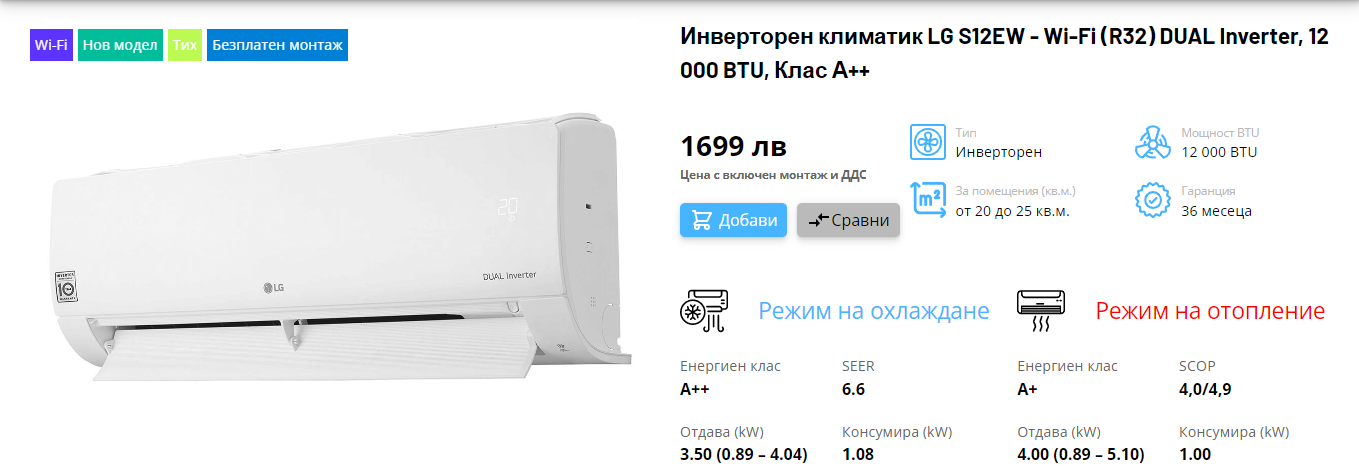 Wi-Fi
Нов модел
Тих
Безплатен монтаж
Инверторен климатик LG S12EW - Wi-Fi (R32) DUAL Inverter, 12
000 BTU, Клас А++
1699 лв
Цена с включен монтаж и ДДС
Добави
Сравни
Тип
Инверторен
Мощност BTU
12 000 BTU
m²
За помещения (кв.м.)
от 20 до 25 кв.м.
Гаранция
36 месеца
20
DUAL Inverter
LG
INVERTER
10
WARRANTY
Режим на охлаждане
Енергиен клас
SEER
A++
6.6
Отдава (kW)
Консумира (kW)
3.50 (0.89 – 4.04)
1.08
Режим на отопление
Енергиен клас
SCOP
A+
4,0/4,9
Отдава (kW)
Консумира (kW)
4.00 (0.89 – 5.10)
1.00